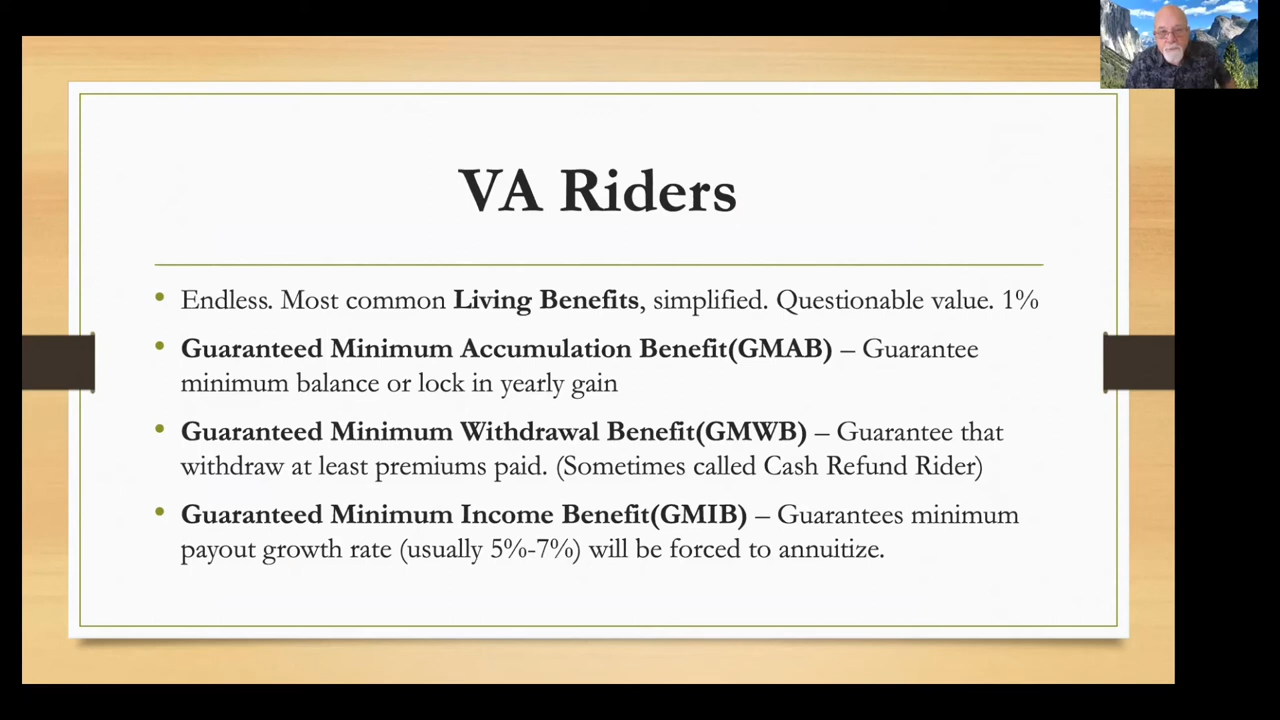 VA Riders
• Endless. Most common Living Benefits, simplified. Questionable value. 1%
• Guaranteed Minimum Accumulation Benefit(GMAB) – Guarantee
minimum balance or lock in yearly gain
• Guaranteed Minimum Withdrawal Benefit(GMWB) – Guarantee that
withdraw at least premiums paid. (Sometimes called Cash Refund Rider)
• Guaranteed Minimum Income Benefit(GMIB) – Guarantees minimum
payout growth rate (usually 5%-7%) will be forced to annuitize.